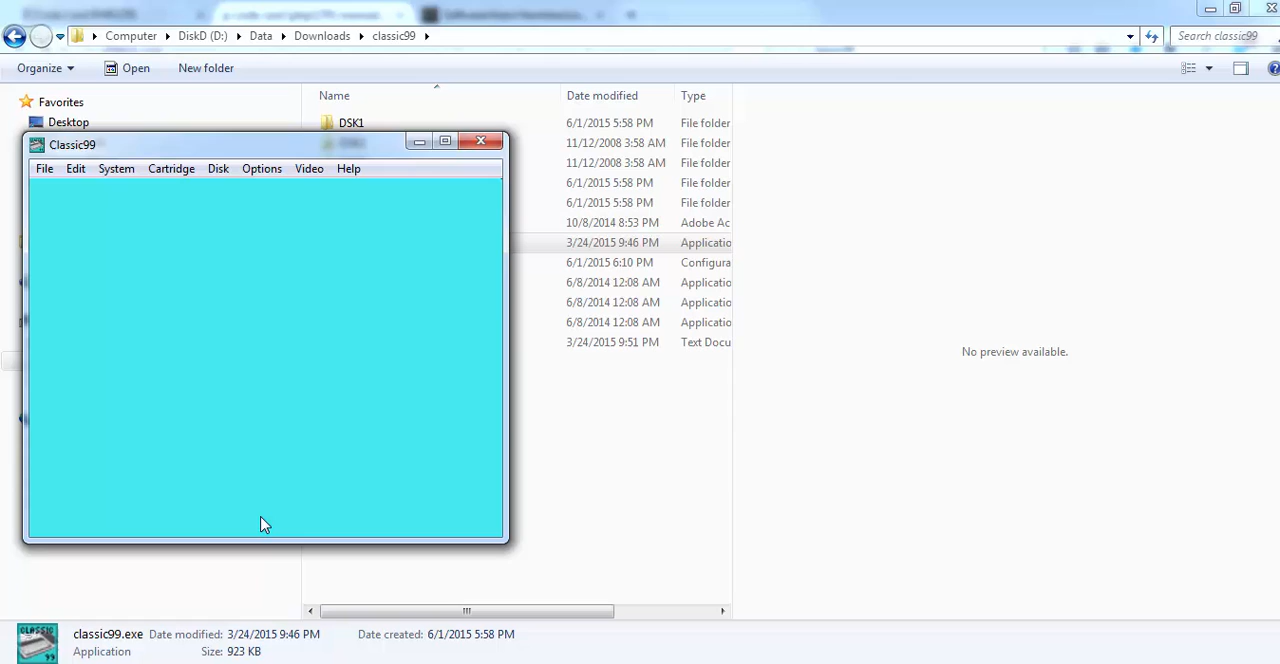 Computer DiskD (D:) Data Downloads classic99
Search classic99
Organize Open New folder
Favorites
Desktop
Name Date modified Type
DSK1 6/1/2015 5:58 PM File folder
11/12/2008 3:58 AM File folder
11/12/2008 3:58 AM File folder
6/1/2015 5:58 PM File folder
6/1/2015 5:58 PM File folder
10/8/2014 8:53 PM Adobe Ac
3/24/2015 9:46 PM Applicatio
6/1/2015 6:10 PM Configura
6/8/2014 12:08 AM Applicatio
6/8/2014 12:08 AM Applicatio
6/8/2014 12:08 AM Applicatio
3/24/2015 9:51 PM Text Docu
Classic99
File Edit System Cartridge Disk Options Video Help
No preview available.
CLASSIC
99
classic99.exe Date modified: 3/24/2015 9:46 PM Date created: 6/1/2015 5:58 PM
Application Size: 923 KB